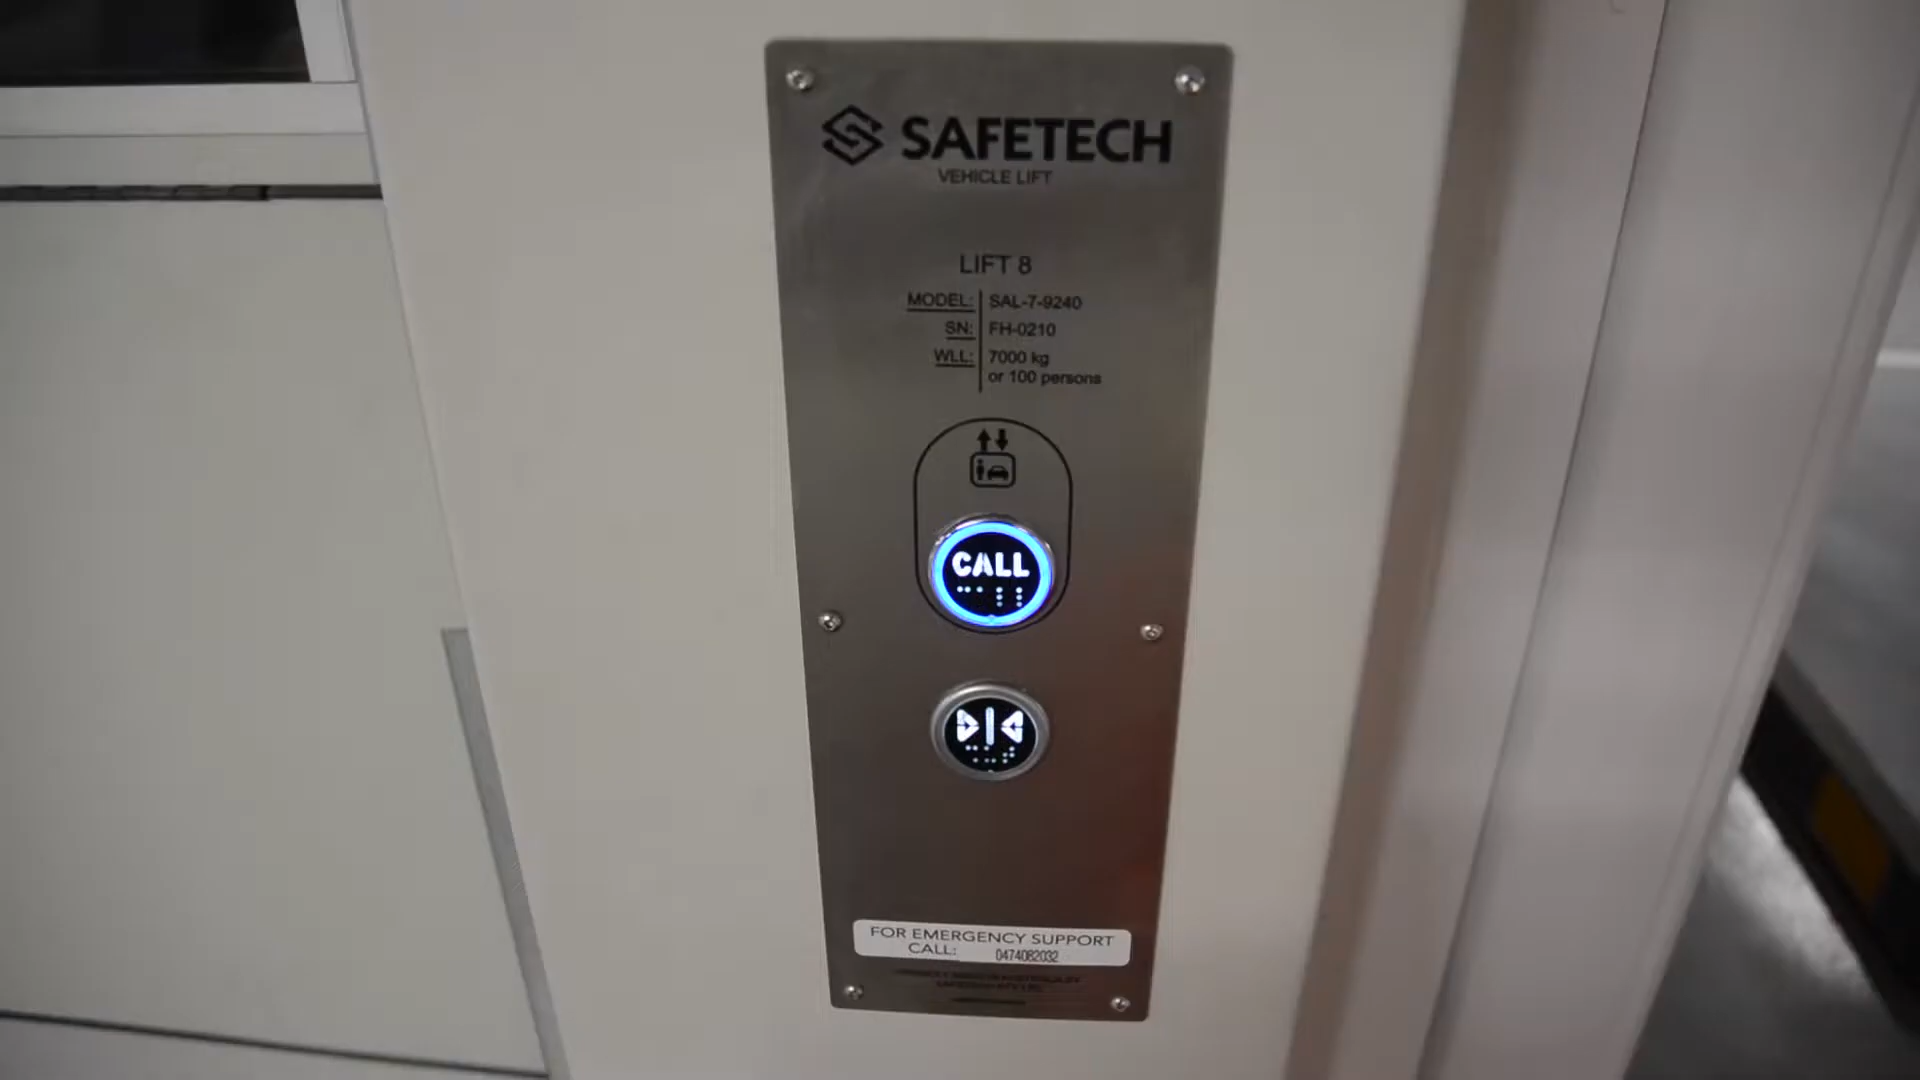 SAFETECH
VEHICLE LIFT
LIFT 8
MODEL: SAL-7-9240
SN: FH-0210
WLL: 7000 kg
or 100 persons
CALL
FOR EMERGENCY SUPPORT
CALL: 0474082032